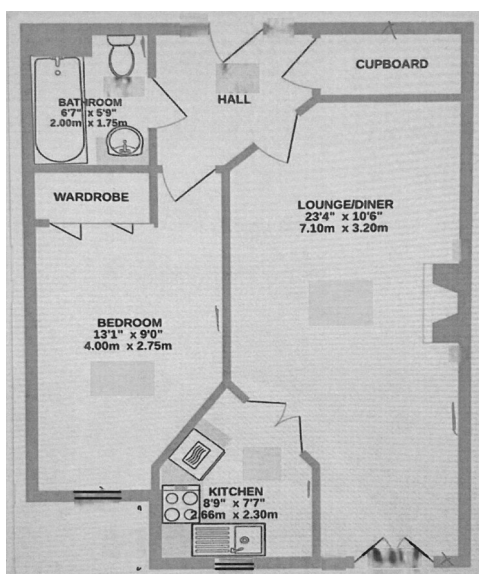 CUPBOARD
HALL
BATHROOM
6'7" x 5'9"
2.00m x 1.75m
WARDROBE
LOUNGE/DINER
23'4" x 10'6"
7.10m x 3.20m
BEDROOM
13'1" x 9'0"
4.00m x 2.75m
KITCHEN
8'9" x 7'7"
2.66m x 2.30m